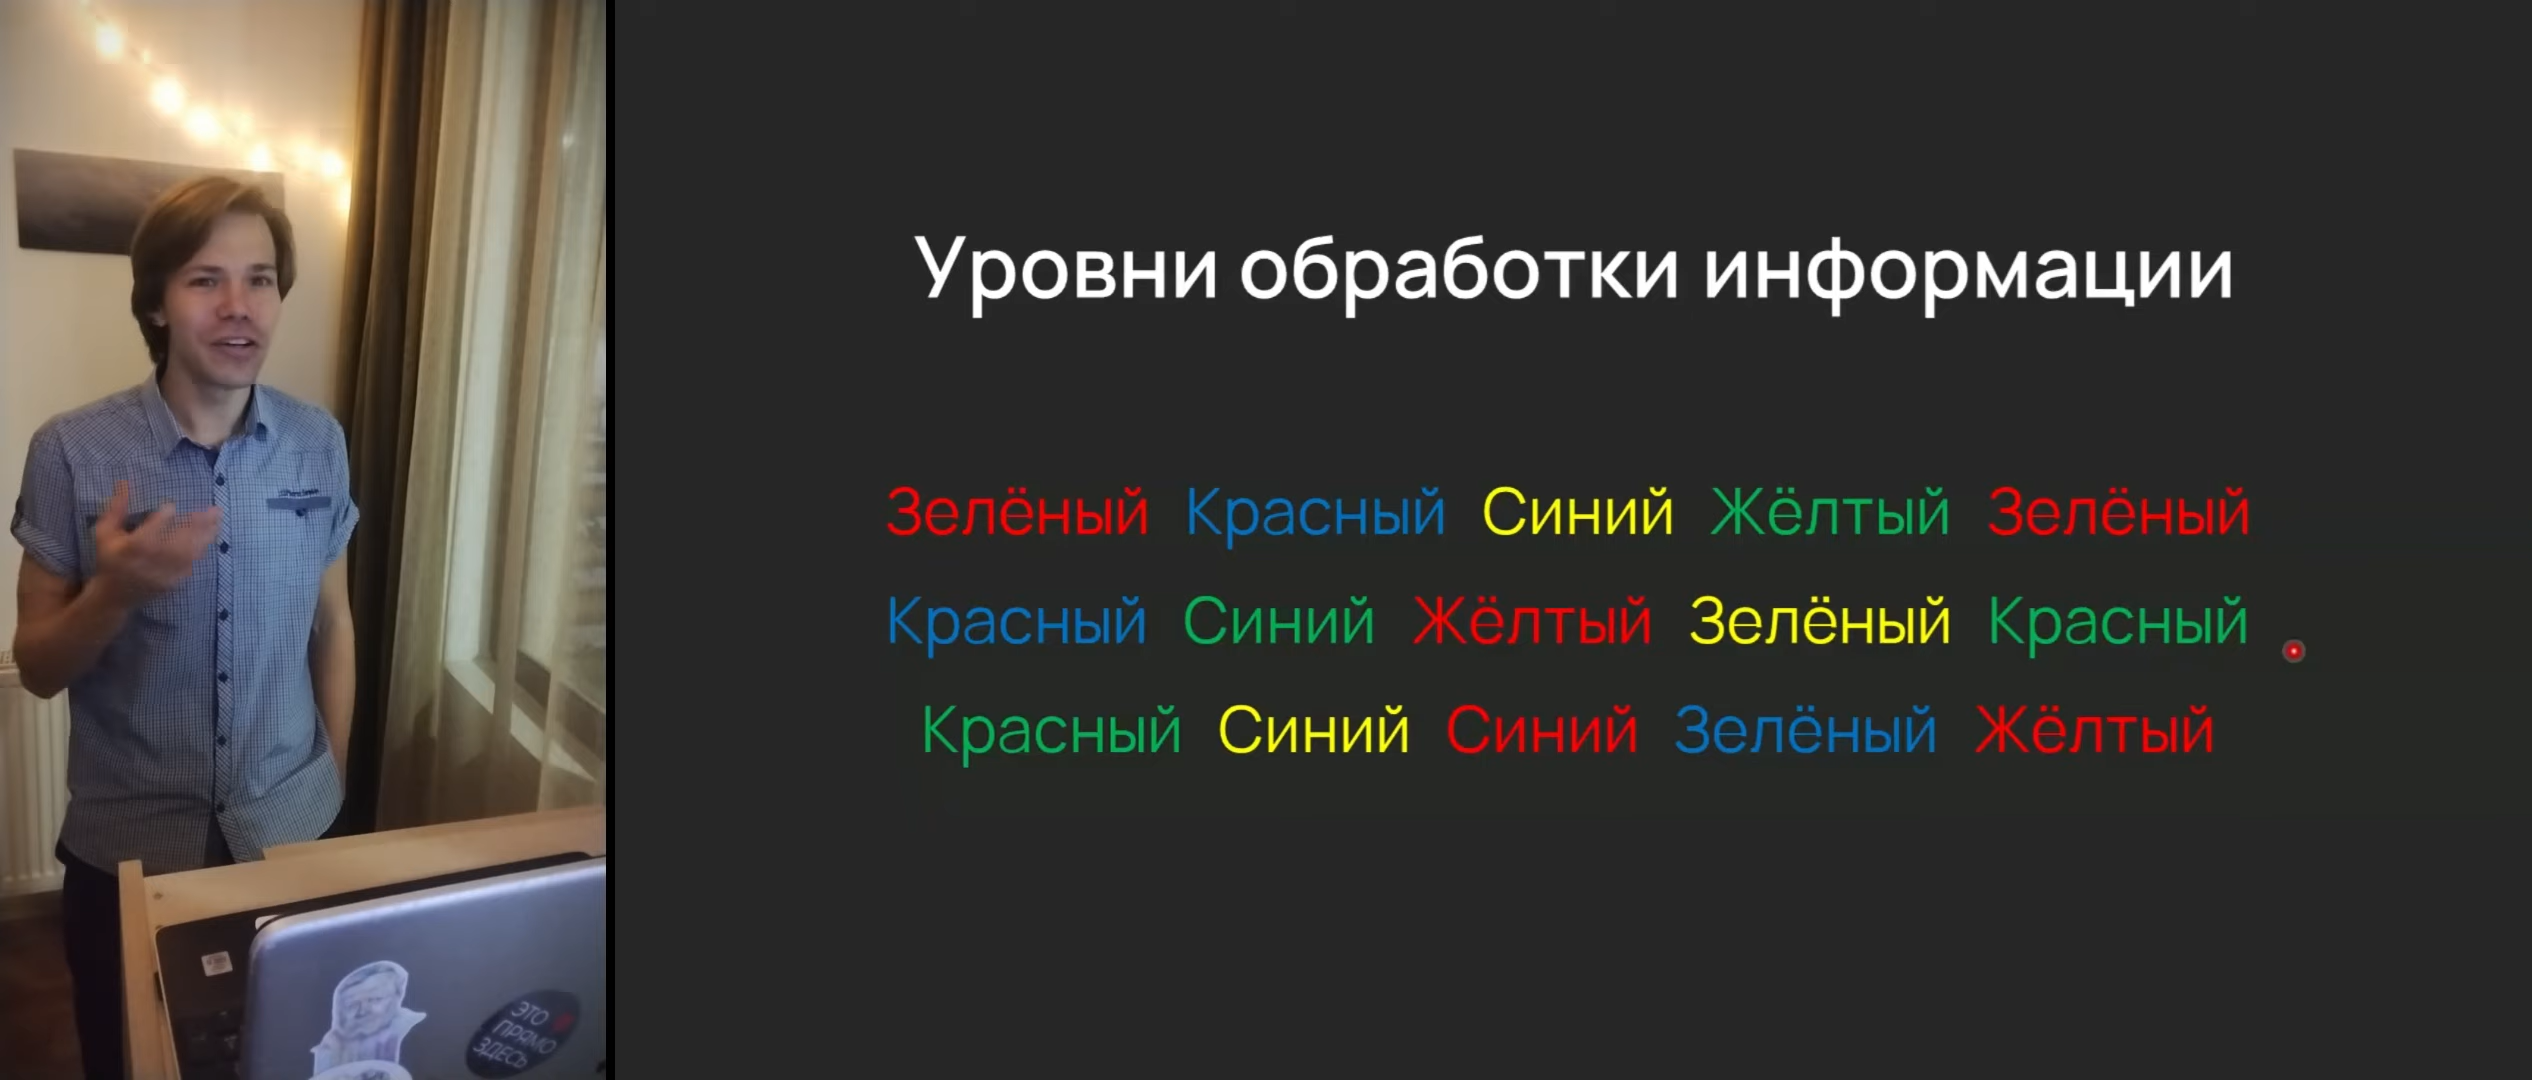 Уровни обработки информации
Зелёный Красный Синий Жёлтый Зелёный
Красный Синий Жёлтый Зелёный Красный
Красный Синий Синий Зелёный Жёлтый
ЭТО
ПРЯМО
ЗДЕСЬ